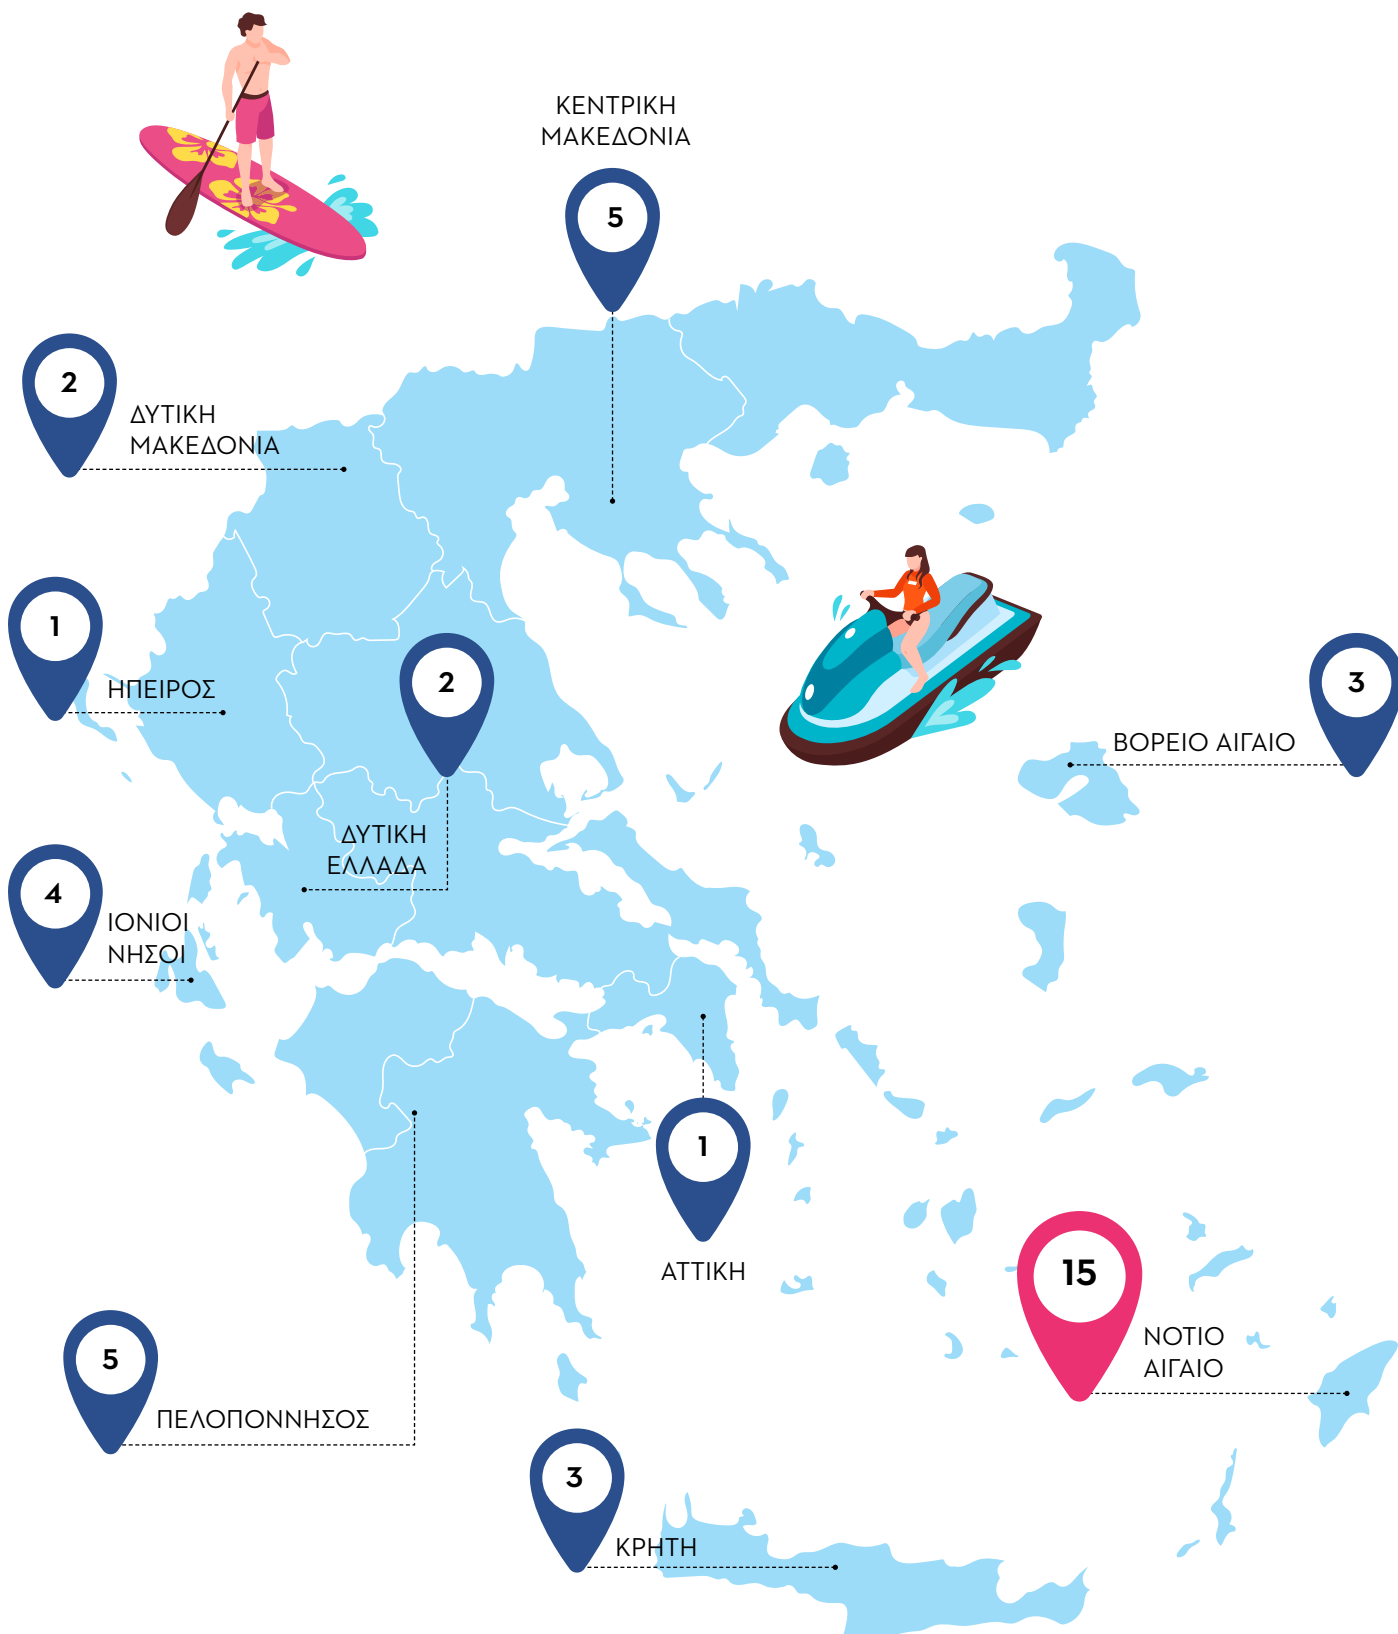 ΚΕΝΤΡΙΚΗ
ΜΑΚΕΔΟΝΙΑ
5
2
ΔΥΤΙΚΗ
ΜΑΚΕΔΟΝΙΑ
1
ΗΠΕΙΡΟΣ
2
ΔΥΤΙΚΗ
ΕΛΛΑΔΑ
3
ΒΟΡΕΙΟ ΑΙΓΑΙΟ
4
ΙΟΝΙΟΙ
ΝΗΣΟΙ
1
ΑΤΤΙΚΗ
15
ΝΟΤΙΟ
ΑΙΓΑΙΟ
5
ΠΕΛΟΠΟΝΝΗΣΟΣ
3
ΚΡΗΤΗ